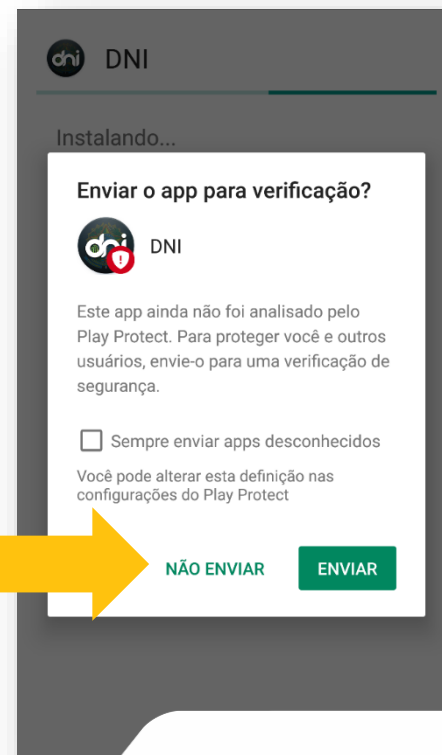 dni DNI
Instalando...
Enviar o app para verificação?
dni DNI
Este app ainda não foi analisado pelo
Play Protect. Para proteger você e outros
usuários, envie-o para uma verificação de
segurança.
Sempre enviar apps desconhecidos
Você pode alterar esta definição nas
configurações do Play Protect
NÃO ENVIAR ENVIAR